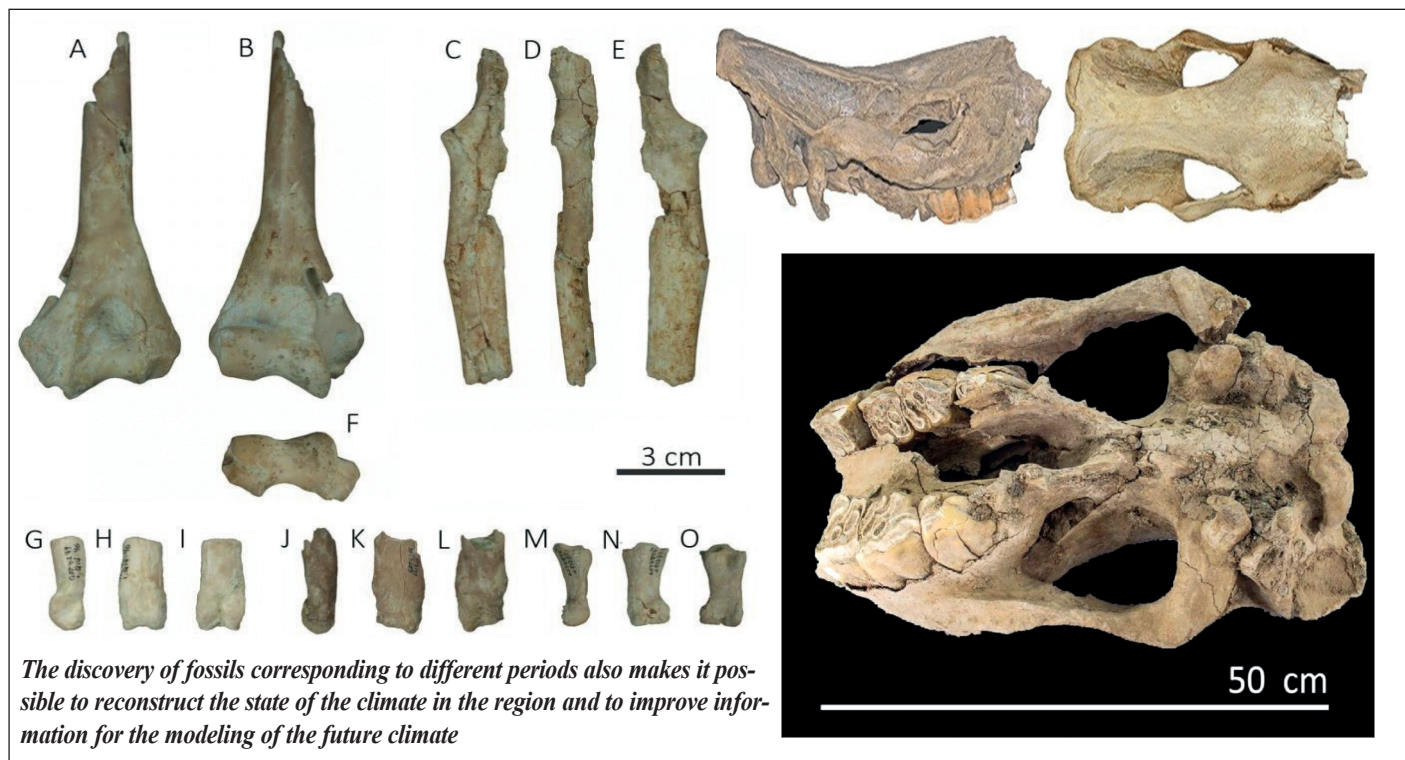 A
B
C
D
E
F
3 cm
G
H
I
J
K
L
M
N
O
50 cm
The discovery of fossils corresponding to different periods also makes it pos-
sible to reconstruct the state of the climate in the region and to improve infor-
mation for the modeling of the future climate